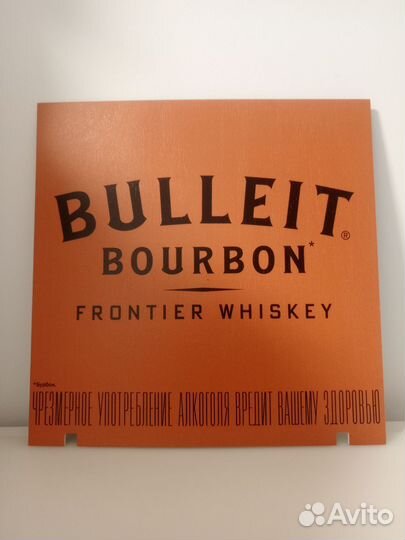 BULLEIT®
BOURBON*
FRONTIER WHISKEY
*Бурбон.
ЧРЕЗМЕРНОЕ УПОТРЕБЛЕНИЕ АЛКОГОЛЯ ВРЕДИТ ВАШЕМУ ЗДОРОВЬЮ
Avito